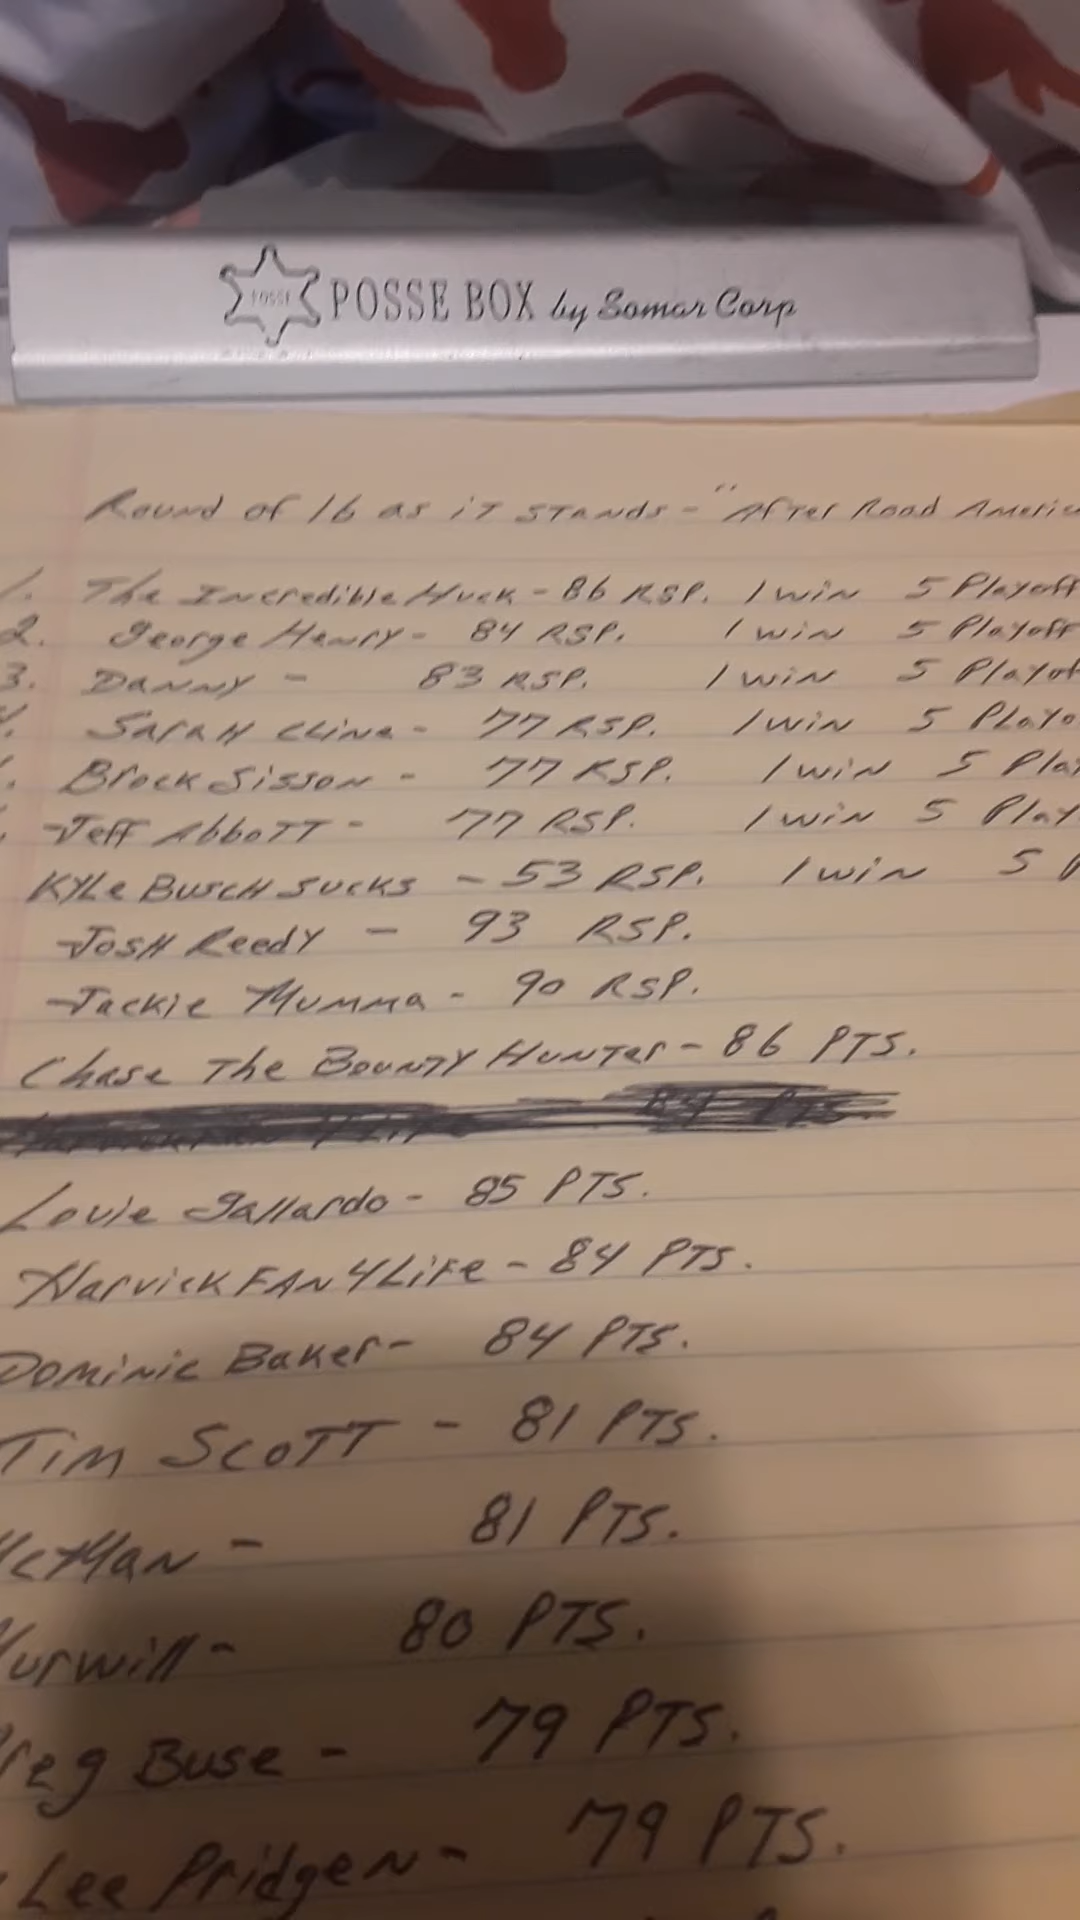 POSSE POSSE BOX by Somar Corp
Round of 16 as it stands - "After Road America
1. The Incredible Huck - 86 RSP. 1 win 5 Playoff
2. George Henry - 84 RSP. 1 win 5 Playoff
3. Danny - 83 RSP. 1 win 5 Playof
Sarah Cline - 77 RSP. 1 win 5 Playo
Brock Sisson - 77 RSP. 1 win 5 Pla
Jeff Abbott - 77 RSP. 1 win 5 Play
Kyle Busch Sucks - 53 RSP. 1 win 5 P
Josh Reedy - 93 RSP.
Jackie Mumma - 90 RSP.
Chase The Bounty Hunter - 86 PTS.
84 PTS.
Louie Gallardo - 85 PTS.
Harvick FAN 4 Life - 84 PTS.
Dominic Baker - 84 PTS.
Tim Scott - 81 PTS.
McMan - 81 PTS.
urwill - 80 PTS.
reg Buse - 79 PTS.
Lee Pridgen - 79 PTS.